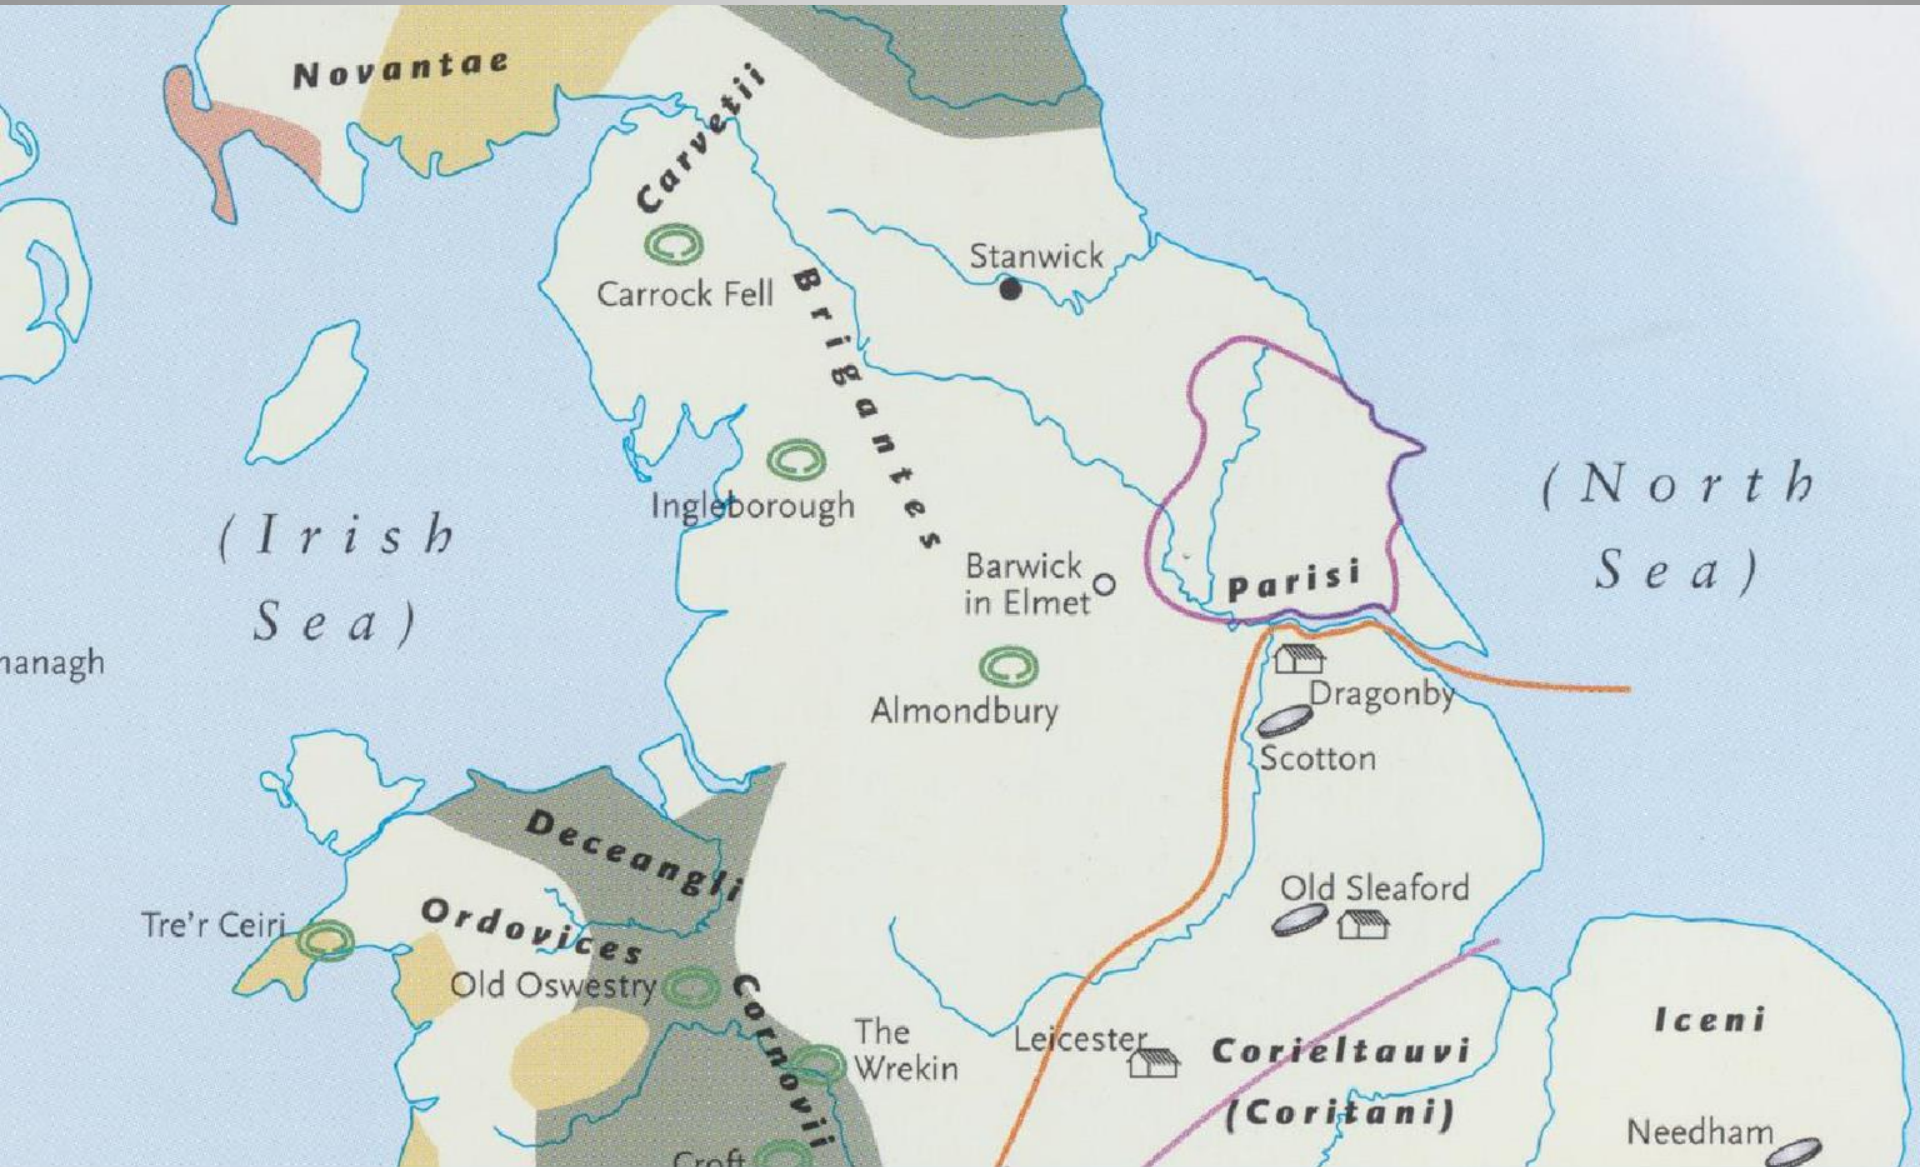 Novantae
Carvetii
Carrock Fell
Stanwick
Brigantes
Ingleborough
(Irish
Sea)
(North
Sea)
Barwick
in Elmet
Parisi
Almondbury
Dragonby
Scotton
Deceangli
Ordovices
Tre'r Ceiri
Old Oswestry
Old Sleaford
Cornovii
The
Wrekin
Leicester
Corieltauvi
(Coritani)
Iceni
Needham
Croft